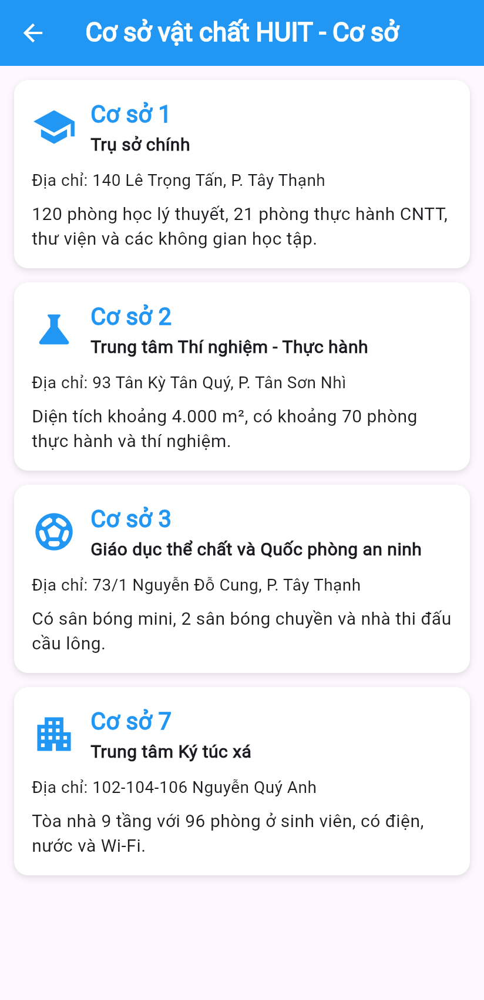 Cơ sở vật chất HUIT - Cơ sở
Cơ sở 1
Trụ sở chính
Địa chỉ: 140 Lê Trọng Tấn, P. Tây Thạnh
120 phòng học lý thuyết, 21 phòng thực hành CNTT,
thư viện và các không gian học tập.
Cơ sở 2
Trung tâm Thí nghiệm - Thực hành
Địa chỉ: 93 Tân Kỳ Tân Quý, P. Tân Sơn Nhì
Diện tích khoảng 4.000 m², có khoảng 70 phòng
thực hành và thí nghiệm.
Cơ sở 3
Giáo dục thể chất và Quốc phòng an ninh
Địa chỉ: 73/1 Nguyễn Đỗ Cung, P. Tây Thạnh
Có sân bóng mini, 2 sân bóng chuyền và nhà thi đấu
cầu lông.
Cơ sở 7
Trung tâm Ký túc xá
Địa chỉ: 102-104-106 Nguyễn Quý Anh
Tòa nhà 9 tầng với 96 phòng ở sinh viên, có điện,
nước và Wi-Fi.